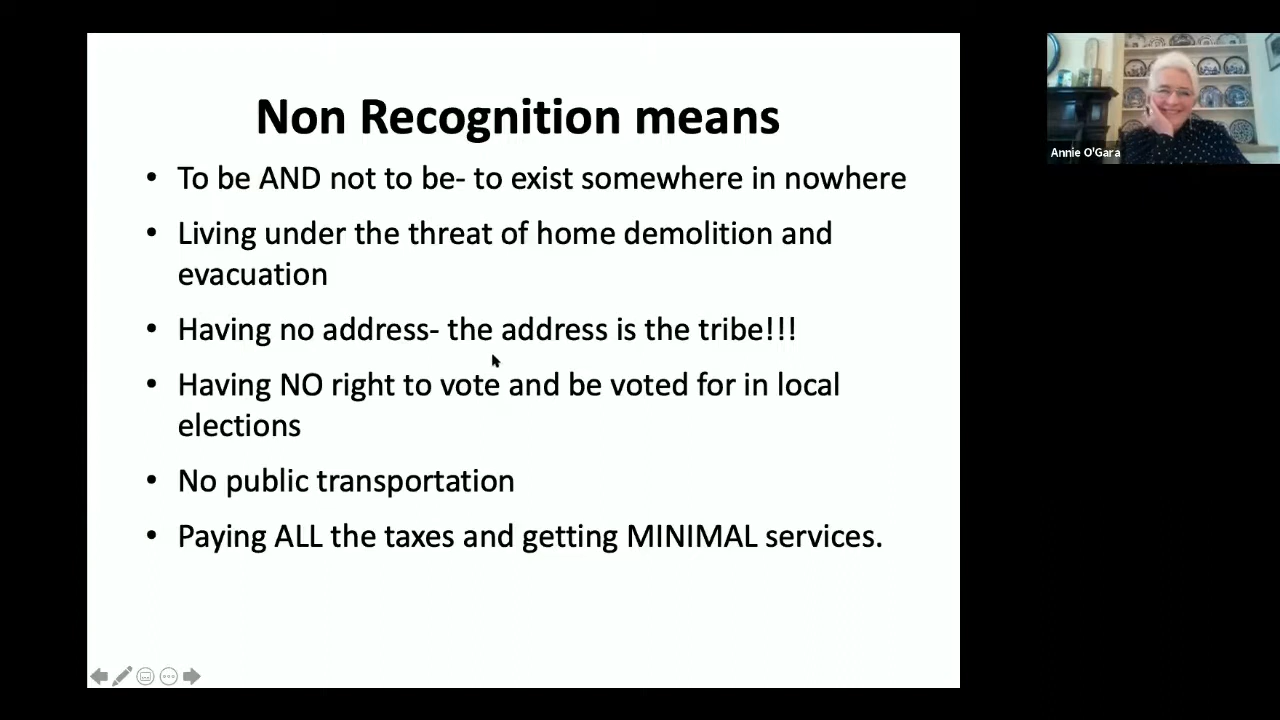 Non Recognition means
• To be AND not to be- to exist somewhere in nowhere
• Living under the threat of home demolition and
evacuation
• Having no address- the address is the tribe!!!
• Having NO right to vote and be voted for in local
elections
• No public transportation
• Paying ALL the taxes and getting MINIMAL services.
Annie O'Gara